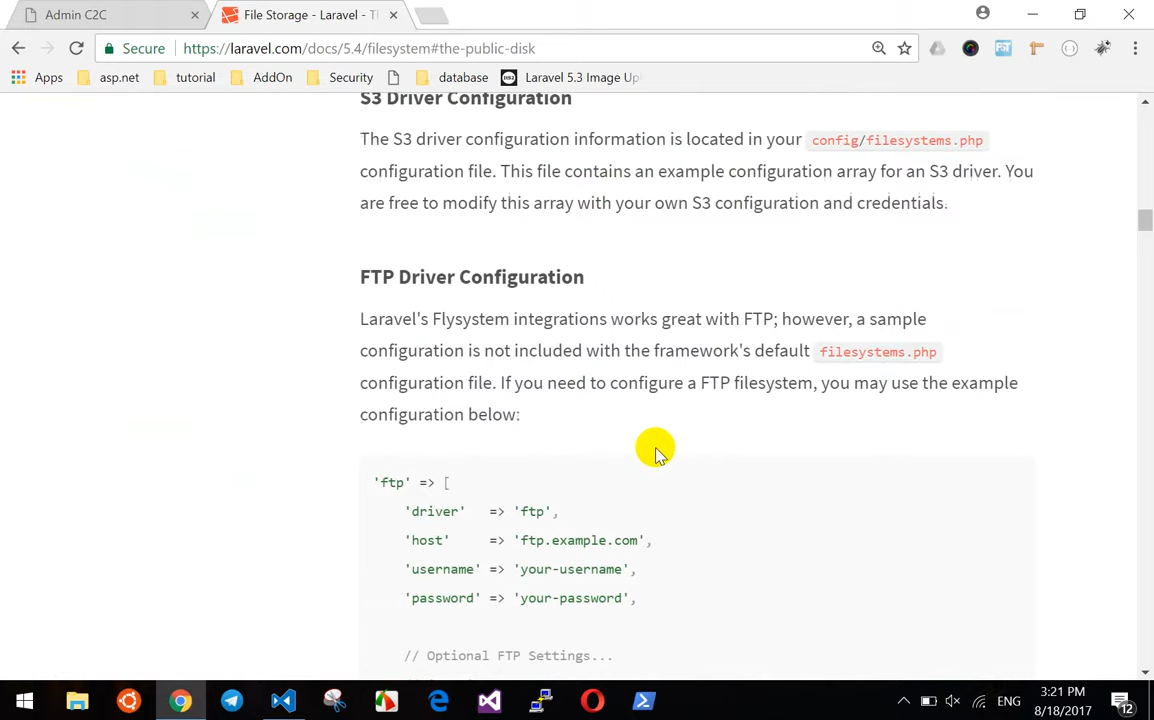 Admin C2C
File Storage - Laravel - T
Secure
https://laravel.com/docs/5.4/filesystem#the-public-disk
Apps
asp.net
tutorial
AddOn
Security
database
Laravel 5.3 Image Up
S3 Driver Configuration
The S3 driver configuration information is located in your config/filesystems.php
configuration file. This file contains an example configuration array for an S3 driver. You
are free to modify this array with your own S3 configuration and credentials.
FTP Driver Configuration
Laravel's Flysystem integrations works great with FTP; however, a sample
configuration is not included with the framework's default filesystems.php
configuration file. If you need to configure a FTP filesystem, you may use the example
configuration below:
'ftp' => [
'driver' => 'ftp',
'host' => 'ftp.example.com',
'username' => 'your-username',
'password' => 'your-password',
// Optional FTP Settings...
ENG
3:21 PM
8/18/2017
12